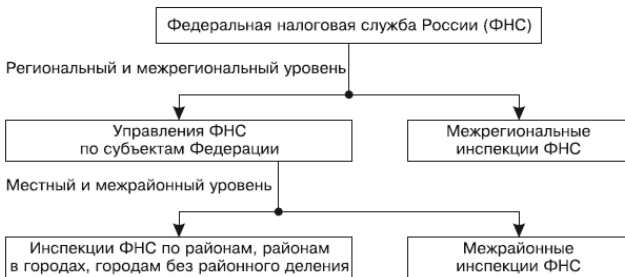 Федеральная налоговая служба России (ФНС)
Региональный и межрегиональный уровень
Управления ФНС
по субъектам Федерации
Межрегиональные
инспекции ФНС
Местный и межрайонный уровень
Инспекции ФНС по районам, районам
в городах, городам без районного деления
Межрайонные
инспекции ФНС